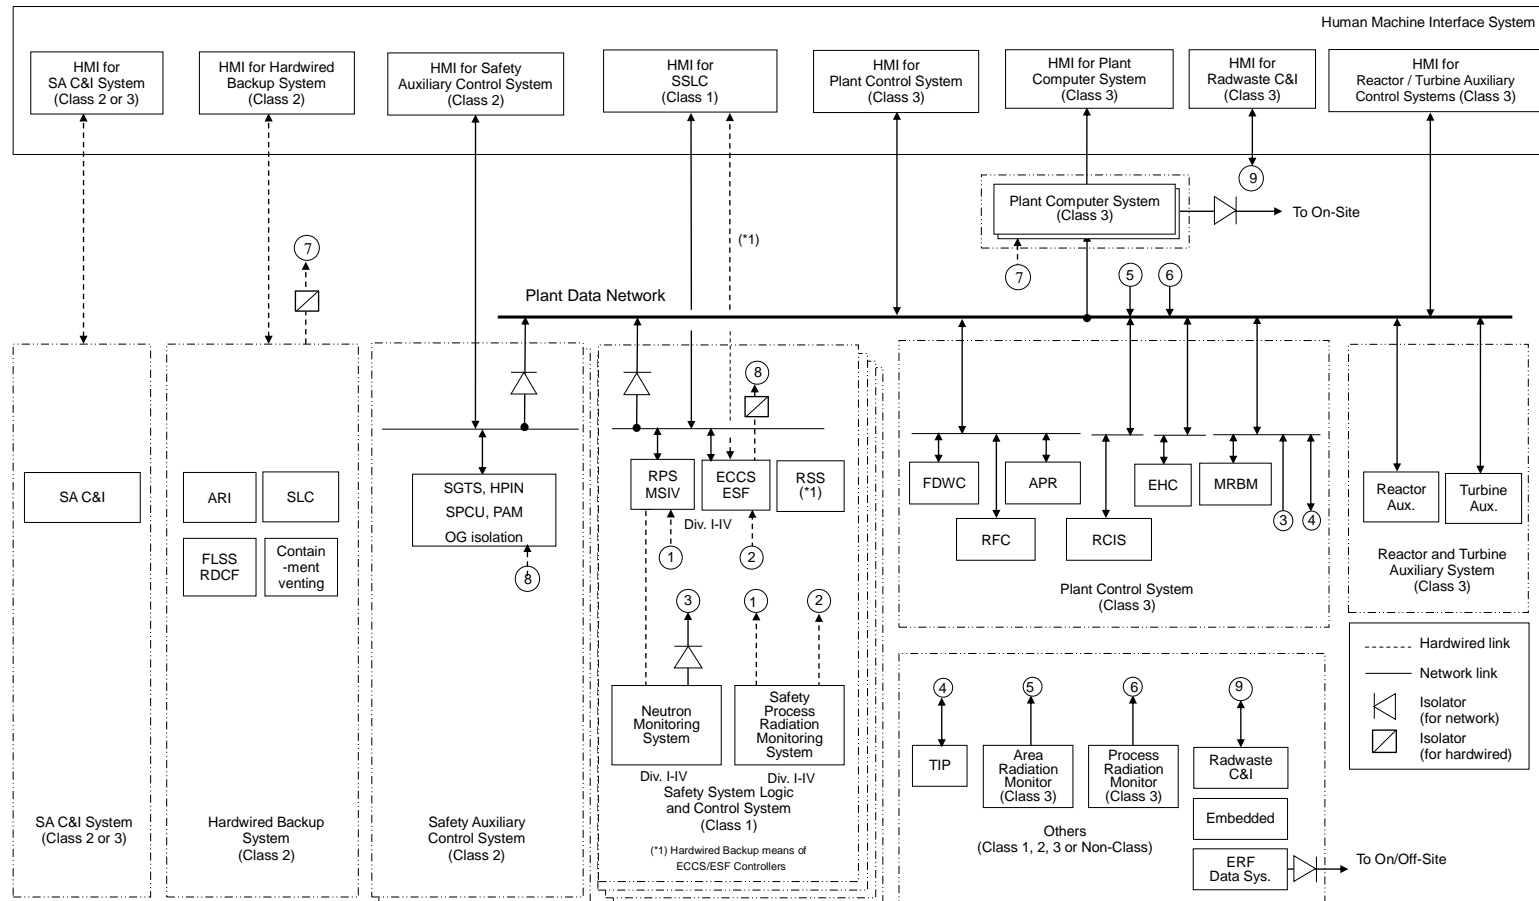 Human Machine Interface System
HMI for
SA C&I System
(Class 2 or 3)
HMI for Hardwired
Backup System
(Class 2)
HMI for Safety
Auxiliary Control System
(Class 2)
HMI for
SSLC
(Class 1)
HMI for
Plant Control System
(Class 3)
HMI for Plant
Computer System
(Class 3)
HMI for
Radwaste C&I
(Class 3)
HMI for
Reactor / Turbine Auxiliary
Control Systems (Class 3)
9
Plant Computer System
(Class 3)
To On-Site
7
(*1)
7
5
6
Plant Data Network
8
SA C&I
ARI
SLC
FLSS
RDCF
Contain
-ment
venting
SGTS, HPIN
SPCU, PAM
OG isolation
8
RPS
MSIV
ECCS
ESF
RSS
(*1)
Div. I-IV
1
2
3
1
2
Neutron
Monitoring
System
Safety
Process
Radiation
Monitoring
System
Div. I-IV
Div. I-IV
Safety System Logic
and Control System
(Class 1)
(*1) Hardwired Backup means of
ECCS/ESF Controllers
FDWC
APR
EHC
MRBM
RFC
RCIS
3
4
Plant Control System
(Class 3)
Reactor
Aux.
Turbine
Aux.
Reactor and Turbine
Auxiliary System
(Class 3)
Hardwired link
Network link
Isolator
(for network)
Isolator
(for hardwired)
4
5
6
9
TIP
Area
Radiation
Monitor
(Class 3)
Process
Radiation
Monitor
(Class 3)
Radwaste
C&I
Embedded
ERF
Data Sys.
To On/Off-Site
Others
(Class 1, 2, 3 or Non-Class)
SA C&I System
(Class 2 or 3)
Hardwired Backup
System
(Class 2)
Safety Auxiliary
Control System
(Class 2)